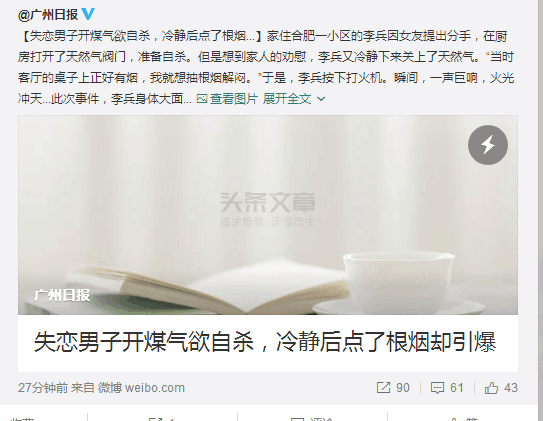 @广州日报
【失恋男子开煤气欲自杀，冷静后点了根烟...】家住合肥一小区的李兵因女友提出分手，在厨
房打开了天然气阀门，准备自杀。但是想到家人的劝慰，李兵又冷静下来关上了天然气。“当时
客厅的桌子上正好有烟，我就想抽根烟解闷。”于是，李兵按下打火机。瞬间，一声巨响，火光
冲天...此次事件，李兵身体大面... 查看图片 展开全文
头条文章
追求极致 因你而生
广州日报
失恋男子开煤气欲自杀，冷静后点了根烟却引爆
27分钟前 来自 微博 weibo.com 90 61 43